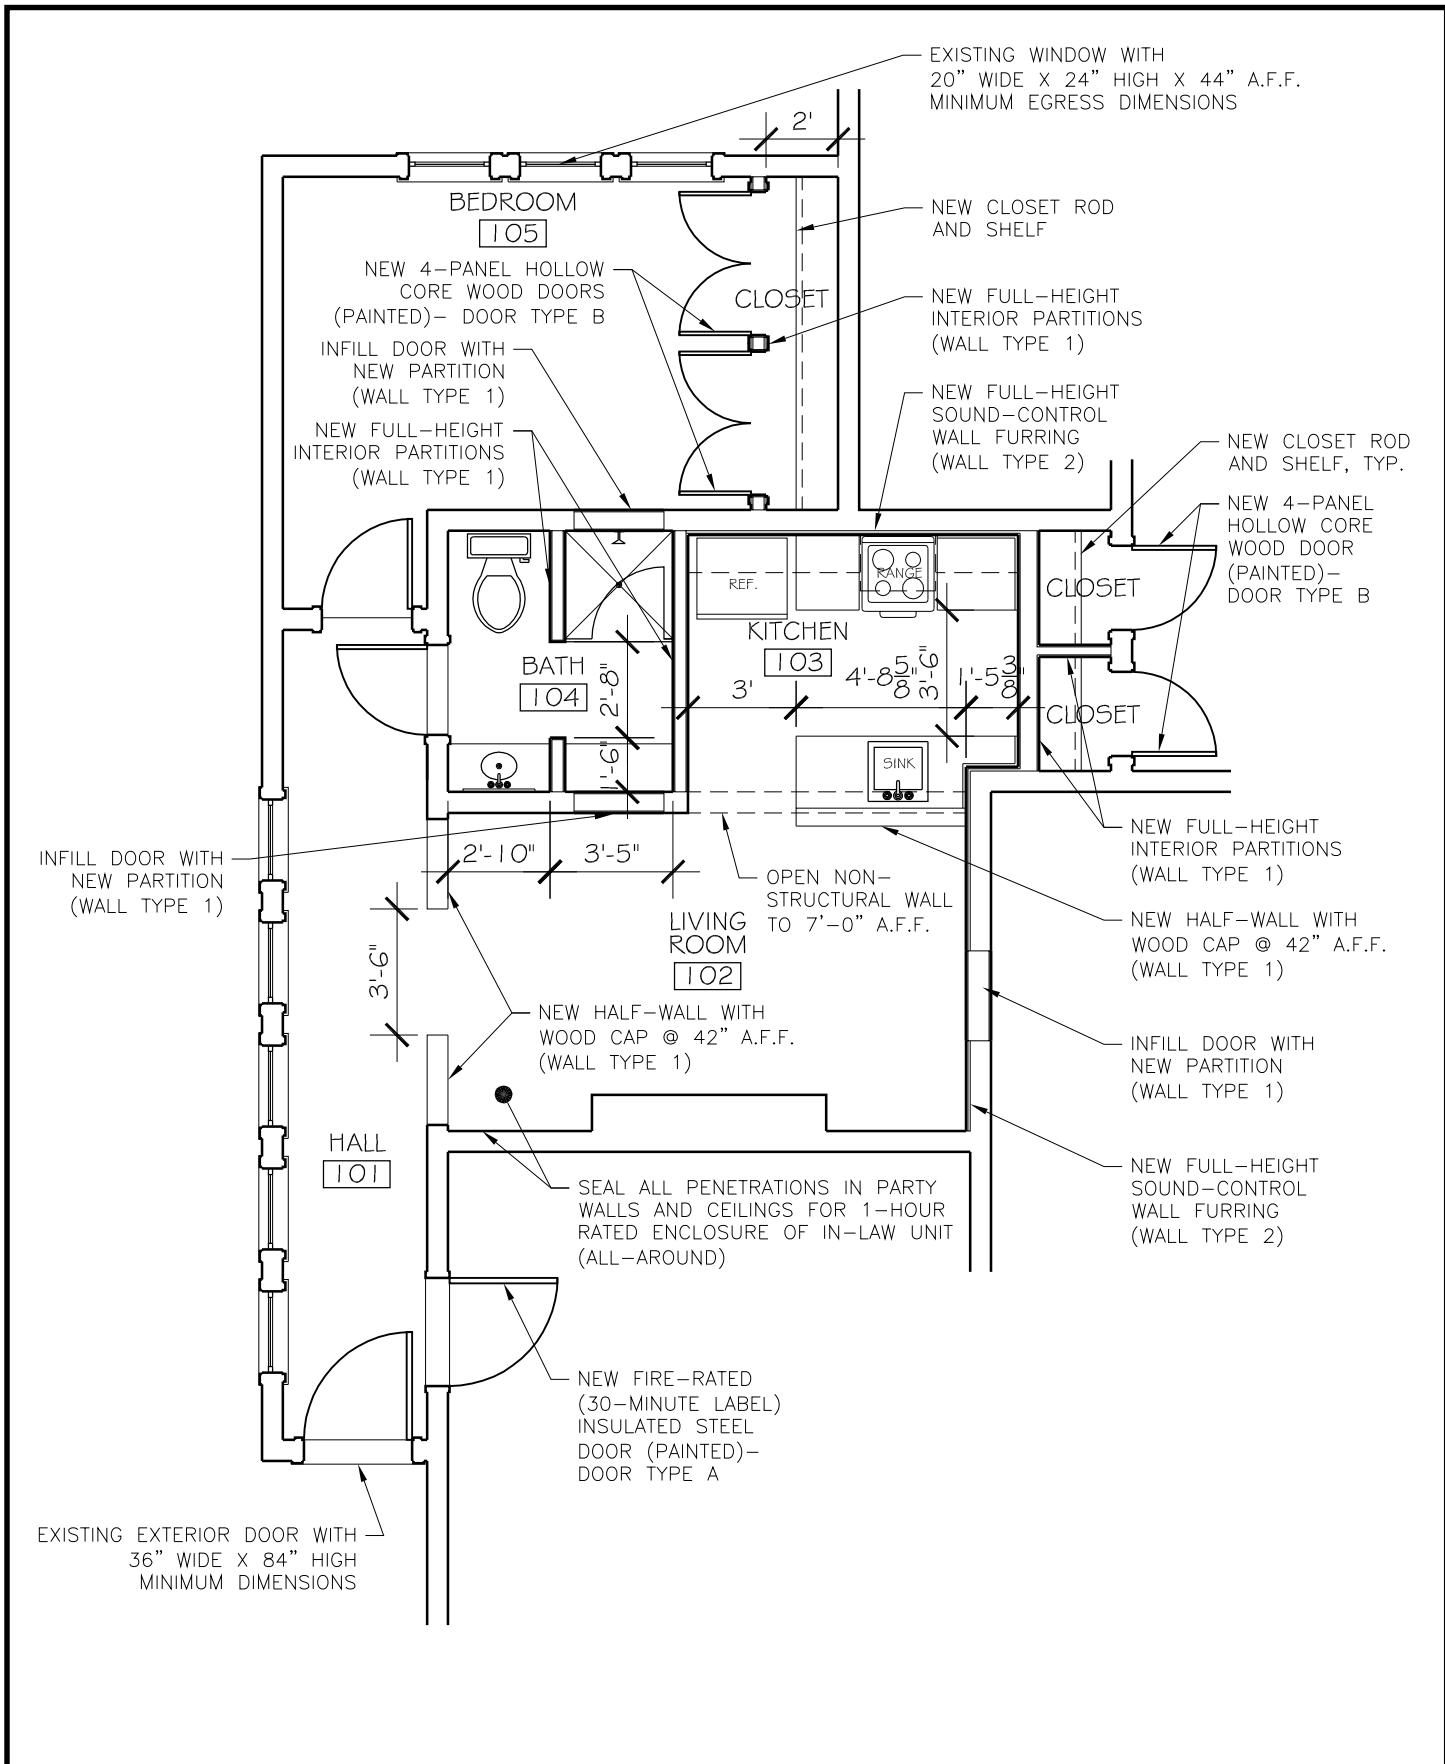 EXISTING WINDOW WITH
20” WIDE X 24” HIGH X 44” A.F.F.
MINIMUM EGRESS DIMENSIONS
2'
BEDROOM
105
NEW CLOSET ROD
AND SHELF
NEW 4-PANEL HOLLOW
CORE WOOD DOORS
(PAINTED)- DOOR TYPE B
CLOSET
NEW FULL-HEIGHT
INTERIOR PARTITIONS
(WALL TYPE 1)
INFILL DOOR WITH
NEW PARTITION
(WALL TYPE 1)
NEW FULL-HEIGHT
SOUND-CONTROL
WALL FURRING
(WALL TYPE 2)
NEW FULL-HEIGHT
INTERIOR PARTITIONS
(WALL TYPE 1)
NEW CLOSET ROD
AND SHELF, TYP.
NEW 4-PANEL
HOLLOW CORE
WOOD DOOR
(PAINTED)-
DOOR TYPE B
REF.
RANGE
CLOSET
KITCHEN
103
BATH
104
2'-8"
3'
4'-8 5/8"
3'-6"
1'-5 3/8"
CLOSET
1'-6"
SINK
INFILL DOOR WITH
NEW PARTITION
(WALL TYPE 1)
2'-10"
3'-5"
OPEN NON-
STRUCTURAL WALL
TO 7’-0” A.F.F.
NEW FULL-HEIGHT
INTERIOR PARTITIONS
(WALL TYPE 1)
LIVING
ROOM
102
3'-6"
NEW HALF-WALL WITH
WOOD CAP @ 42” A.F.F.
(WALL TYPE 1)
NEW HALF-WALL WITH
WOOD CAP @ 42” A.F.F.
(WALL TYPE 1)
INFILL DOOR WITH
NEW PARTITION
(WALL TYPE 1)
HALL
101
SEAL ALL PENETRATIONS IN PARTY
WALLS AND CEILINGS FOR 1-HOUR
RATED ENCLOSURE OF IN-LAW UNIT
(ALL-AROUND)
NEW FULL-HEIGHT
SOUND-CONTROL
WALL FURRING
(WALL TYPE 2)
NEW FIRE-RATED
(30-MINUTE LABEL)
INSULATED STEEL
DOOR (PAINTED)-
DOOR TYPE A
EXISTING EXTERIOR DOOR WITH
36” WIDE X 84” HIGH
MINIMUM DIMENSIONS